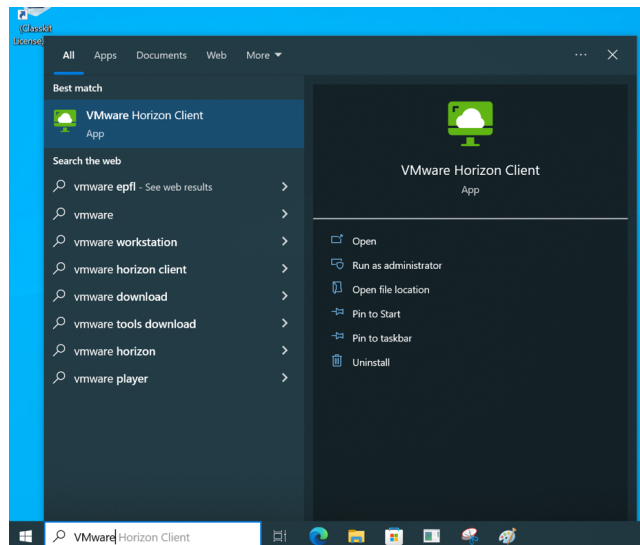 (Classkit
License)
All Apps Documents Web More
Best match
VMware Horizon Client
App
Search the web
vmware epfl - See web results
vmware
vmware workstation
vmware horizon client
vmware download
vmware tools download
vmware horizon
vmware player
VMware Horizon Client
App
Open
Run as administrator
Open file location
Pin to Start
Pin to taskbar
Uninstall
VMware Horizon Client